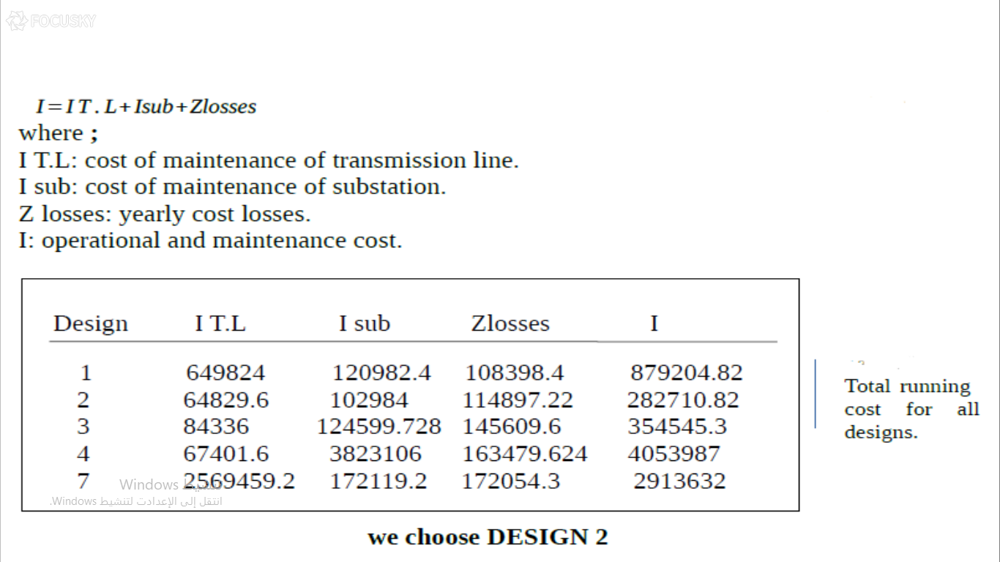 FOCUSKY
I=IT.L+Isub+Zlosses
where ;
I T.L: cost of maintenance of transmission line.
I sub: cost of maintenance of substation.
Z losses: yearly cost losses.
I: operational and maintenance cost.
Design I T.L I sub Zlosses I
1 649824 120982.4 108398.4 879204.82
2 64829.6 102984 114897.22 282710.82
3 84336 124599.728 145609.6 354545.3
4 67401.6 3823106 163479.624 4053987
7 2569459.2 172119.2 172054.3 2913632
تنشيط Windows
انتقل إلى الإعدادت لتنشيط Windows.
Total running
cost for all
designs.
we choose DESIGN 2